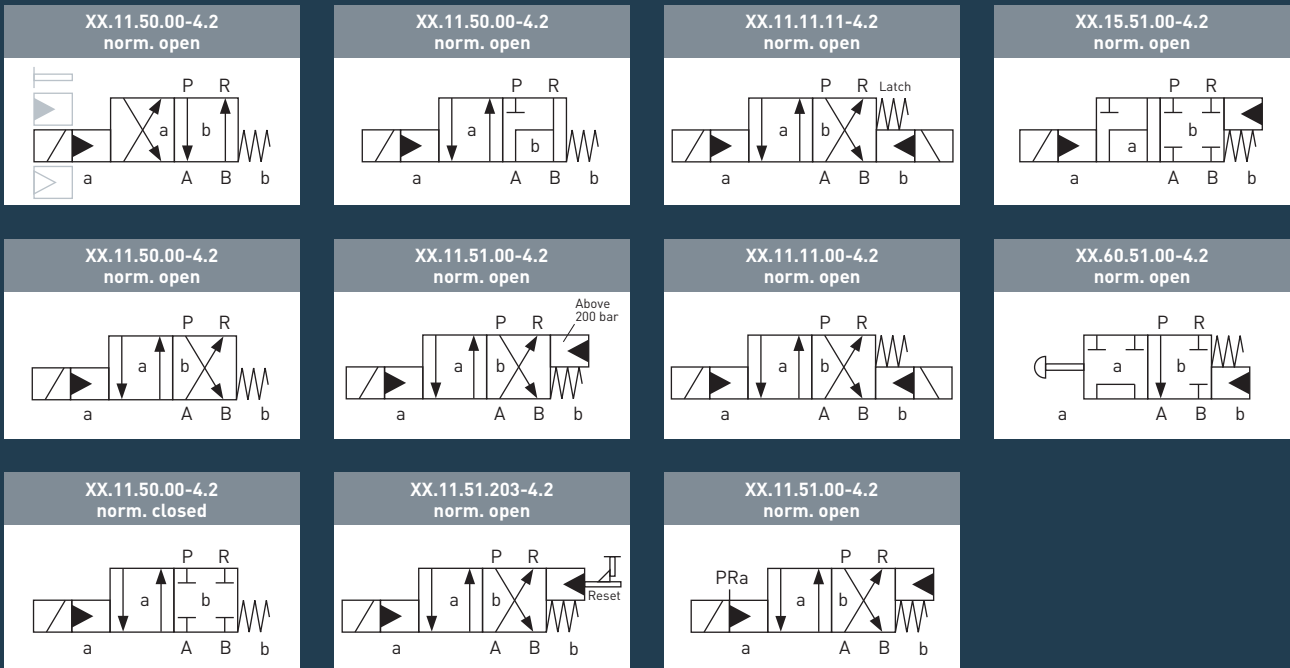 XX.11.50.00-4.2
norm. open
P R
a b
a A B b
XX.11.50.00-4.2
norm. open
P R
a b
a A B b
XX.11.11.11-4.2
norm. open
P R Latch
a b
a A B b
XX.15.51.00-4.2
norm. open
P R
a b
a A B b
XX.11.50.00-4.2
norm. open
P R
a b
a A B b
XX.11.51.00-4.2
norm. open
Above
200 bar
P R
a b
a A B b
XX.11.11.00-4.2
norm. open
P R
a b
a A B b
XX.60.51.00-4.2
norm. open
P R
a b
a A B b
XX.11.50.00-4.2
norm. closed
P R
a b
a A B b
XX.11.51.203-4.2
norm. open
P R
a b
Reset
a A B b
XX.11.51.00-4.2
norm. open
P R
PRa
a b
a A B b